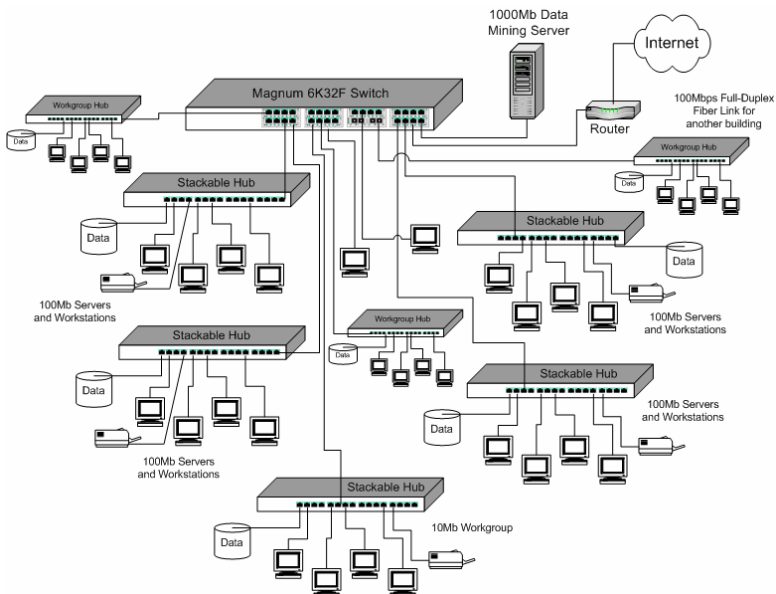 1000Mb Data
Mining Server
Internet
Magnum 6K32F Switch
Workgroup Hub
Data
Router
100Mbps Full-Duplex
Fiber Link for
another building
Workgroup Hub
Data
Stackable Hub
Data
100Mb Servers
and Workstations
Stackable Hub
Data
100Mb Servers
and Workstations
Workgroup Hub
Data
Stackable Hub
Data
100Mb Servers
and Workstations
Stackable Hub
Data
100Mb Servers
and Workstations
Stackable Hub
Data
10Mb Workgroup